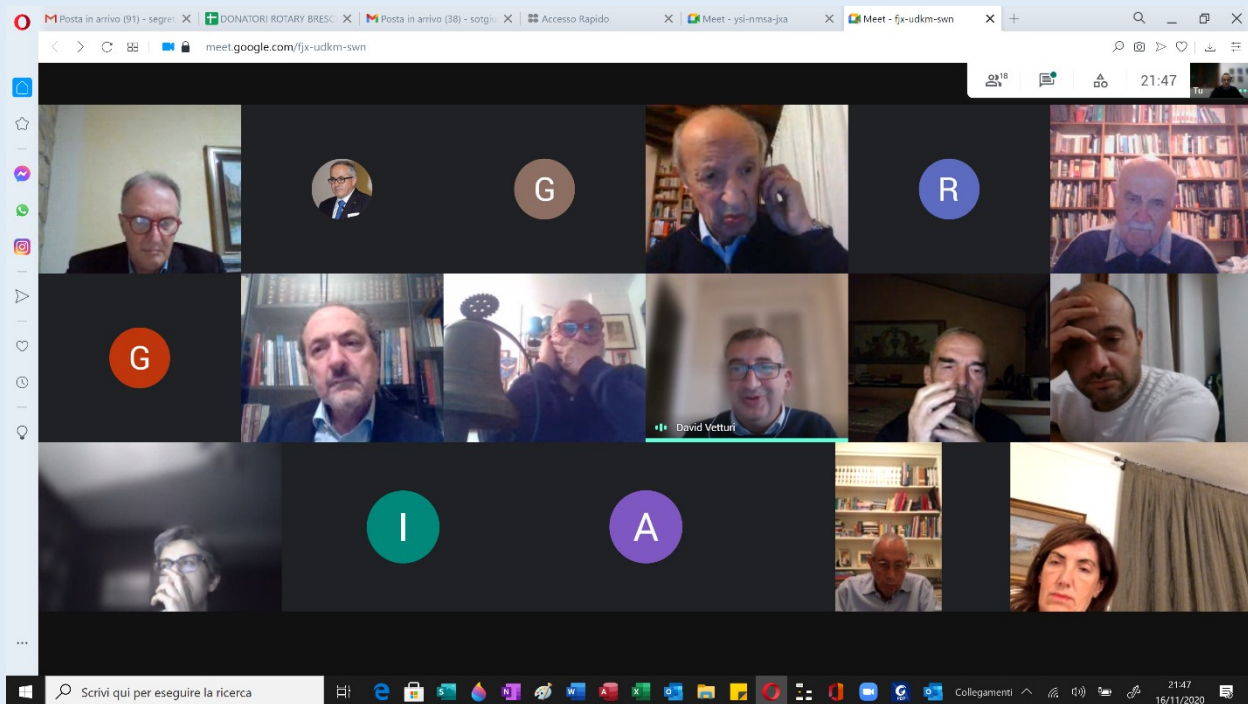 Posta in arrivo (91) - segret
DONATORI ROTARY BRESC
Posta in arrivo (38) - sotgiu
Accesso Rapido
Meet - ysi-nmsa-jxa
Meet - fjx-udkm-swn
meet.google.com/fjx-udkm-swn
18
21:47
Tu
G
R
G
David Vetturi
I
A
Scrivi qui per eseguire la ricerca
Collegamenti
21:47
16/11/2020